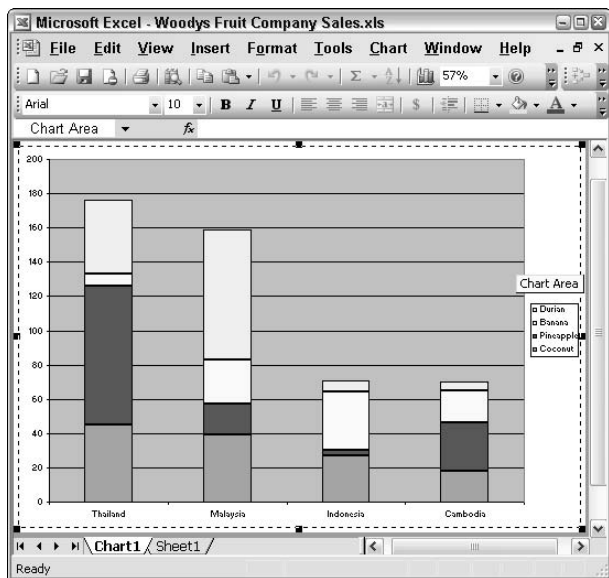 Microsoft Excel - Woodys Fruit Company Sales.xls
File Edit View Insert Format Tools Chart Window Help
57%
Arial 10 B I U $ A
Chart Area fx
200
180
160
140
120
100
80
60
40
20
0
Chart Area
Durian
Banana
Pineapple
Coconut
Thailand Malaysia Indonesia Cambodia
Chart1 Sheet1
Ready